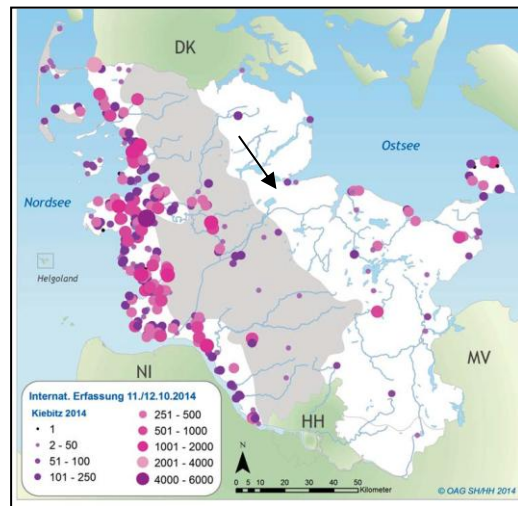 DK
Ostsee
Nordsee
Helgoland
NI
MV
HH
Internat. Erfassung 11./12.10.2014
Kiebitz 2014
1
2 - 50
51 - 100
101 - 250
251 - 500
501 - 1000
1001 - 2000
2001 - 4000
4000 - 6000
N
0 5 10 20 30 40 50
Kilometer
© OAG SH/HH 2014